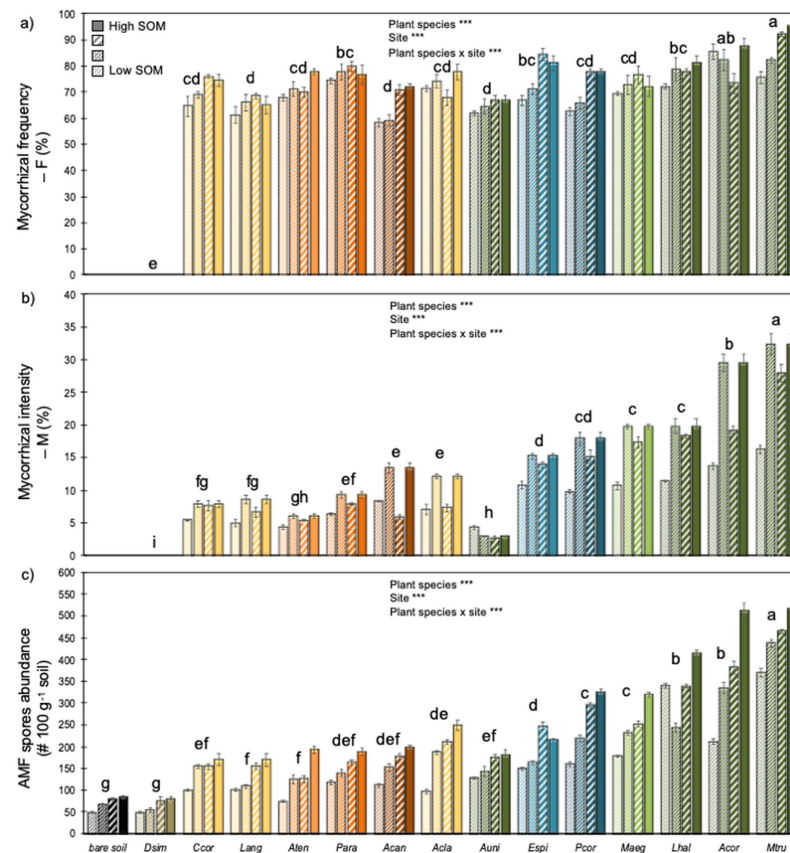 a)
High SOM
Low SOM
Plant species ***
Site ***
Plant species x site ***
Mycorrhizal frequency
– F (%)
100
90
80
70
60
50
40
30
20
10
0
e
cd
d
cd
bc
d
cd
d
bc
cd
cd
bc
ab
a
b)
Plant species ***
Site ***
Plant species x site ***
Mycorrhizal intensity
– M (%)
40
35
30
25
20
15
10
5
0
i
fg
fg
gh
ef
e
e
h
d
cd
c
c
b
a
c)
Plant species ***
Site ***
Plant species x site ***
AMF spores abundance
(# 100 g-1 soil)
600
550
500
450
400
350
300
250
200
150
100
50
0
g
g
ef
f
f
def
def
de
ef
d
c
c
b
b
a
bare soil Dsim Ccor Lang Aten Para Acan Acla Auni Espi Pcor Maeg Lhal Acor Mtru